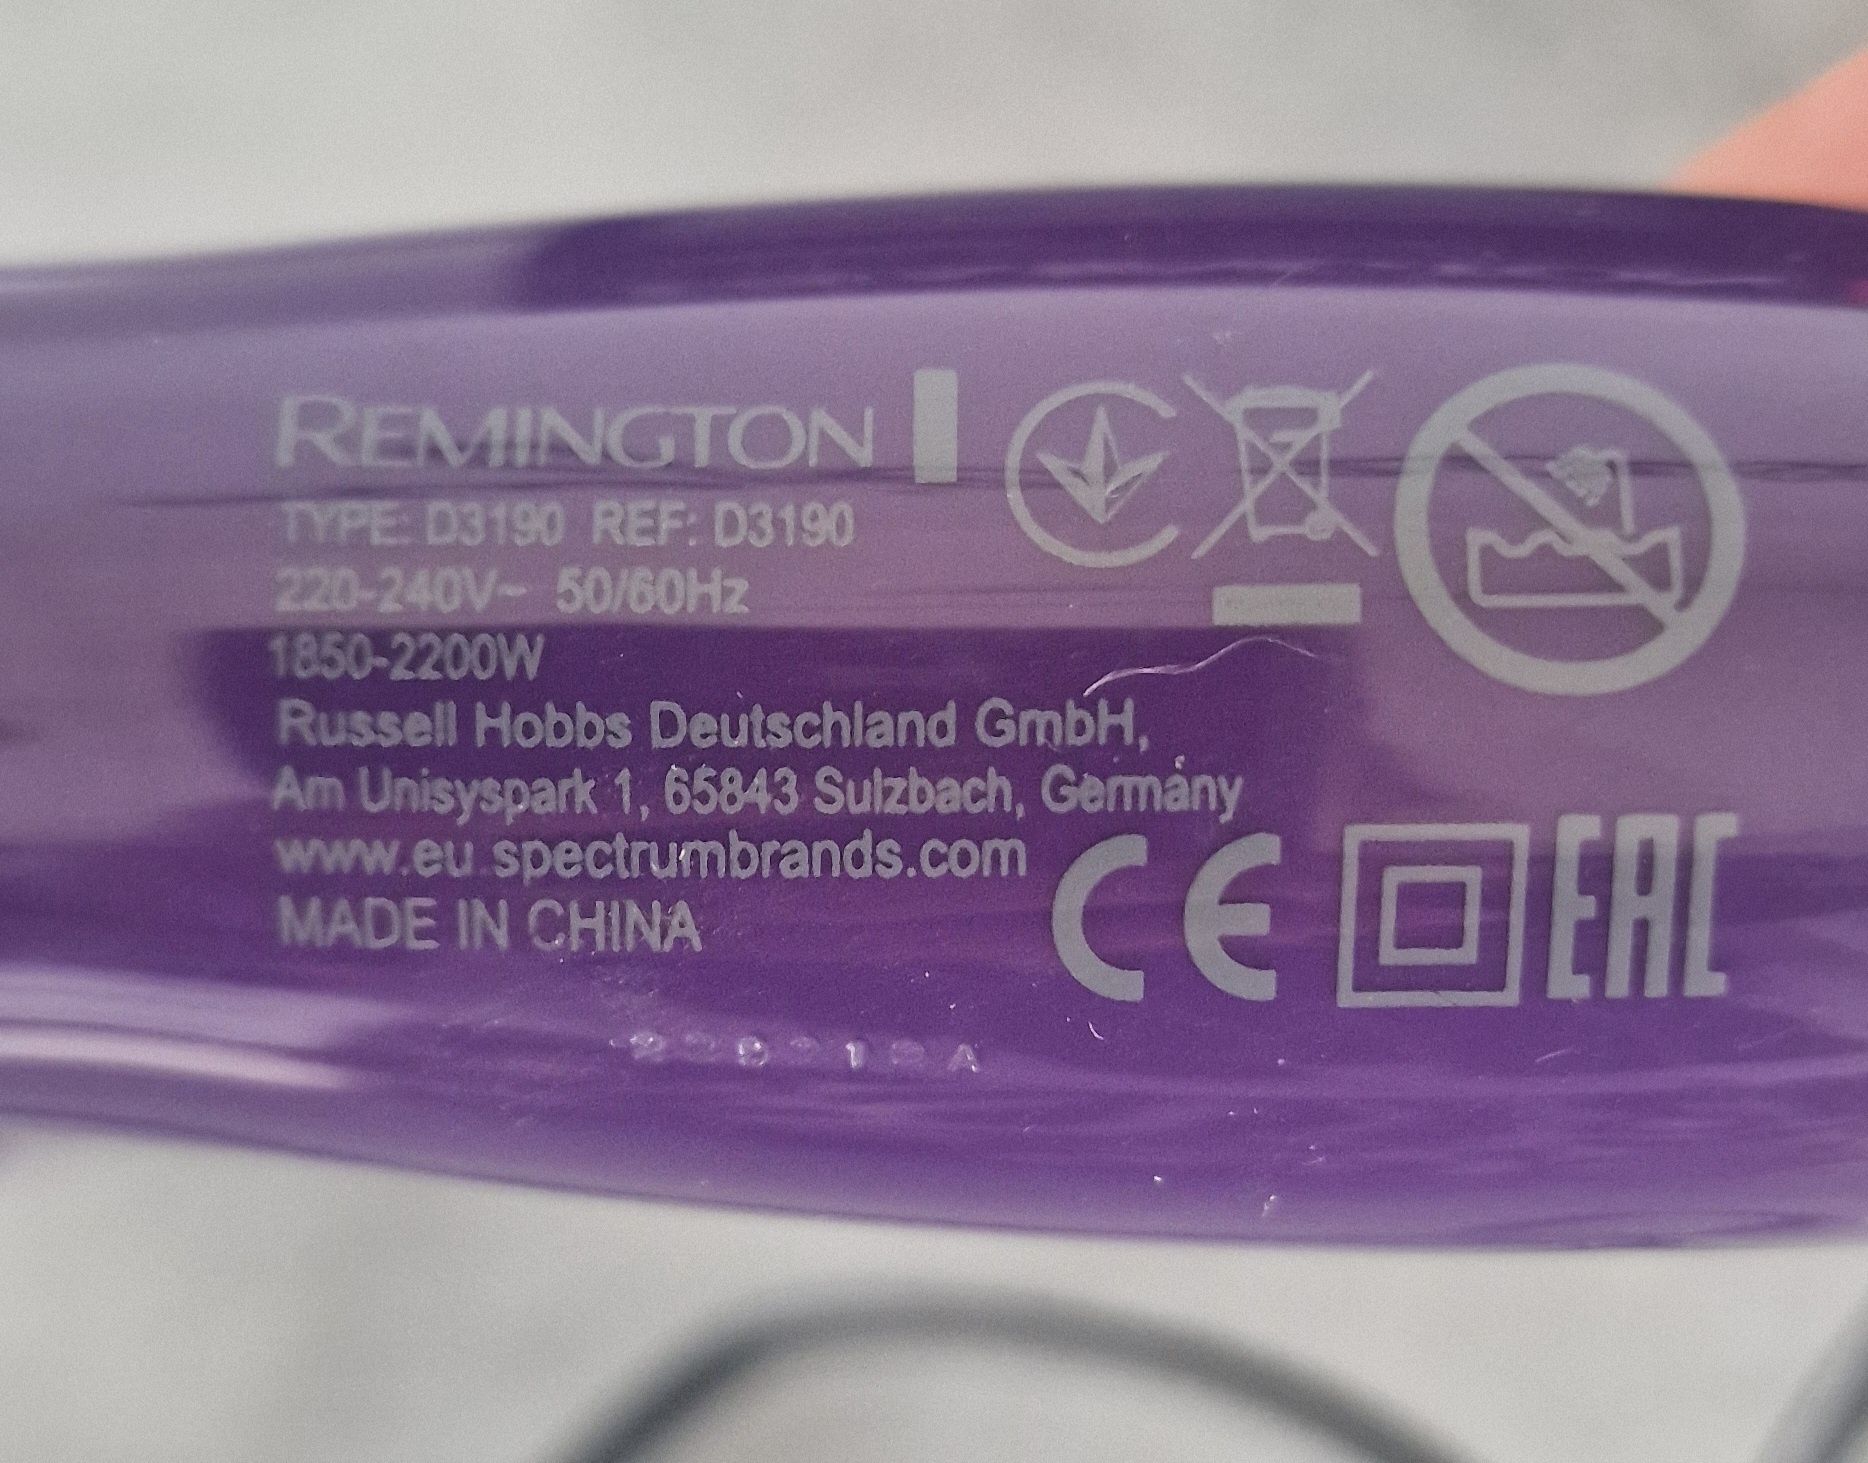 REMINGTON
TYPE: D3190 REF: D3190
220-240V~ 50/60Hz
1850-2200W
Russell Hobbs Deutschland GmbH,
Am Unisyspark 1, 65843 Sulzbach, Germany
www.eu.spectrumbrands.com
MADE IN CHINA
CE EAC